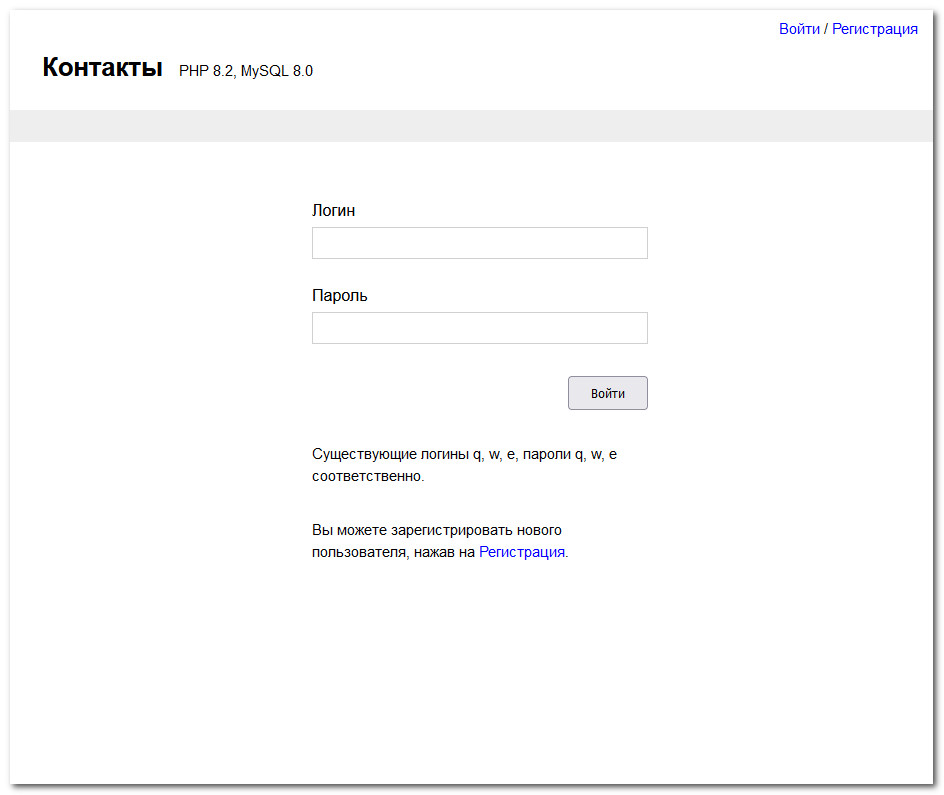 Войти / Регистрация
Контакты PHP 8.2, MySQL 8.0
Логин
Пароль
Войти
Существующие логины q, w, e, пароли q, w, e
соответственно.
Вы можете зарегистрировать нового
пользователя, нажав на Регистрация.